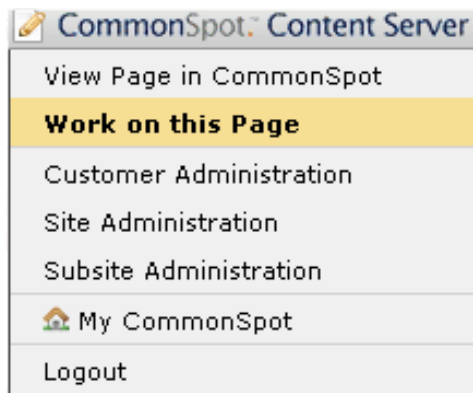 CommonSpot.™ Content Server
View Page in CommonSpot
Work on this Page
Customer Administration
Site Administration
Subsite Administration
My CommonSpot
Logout